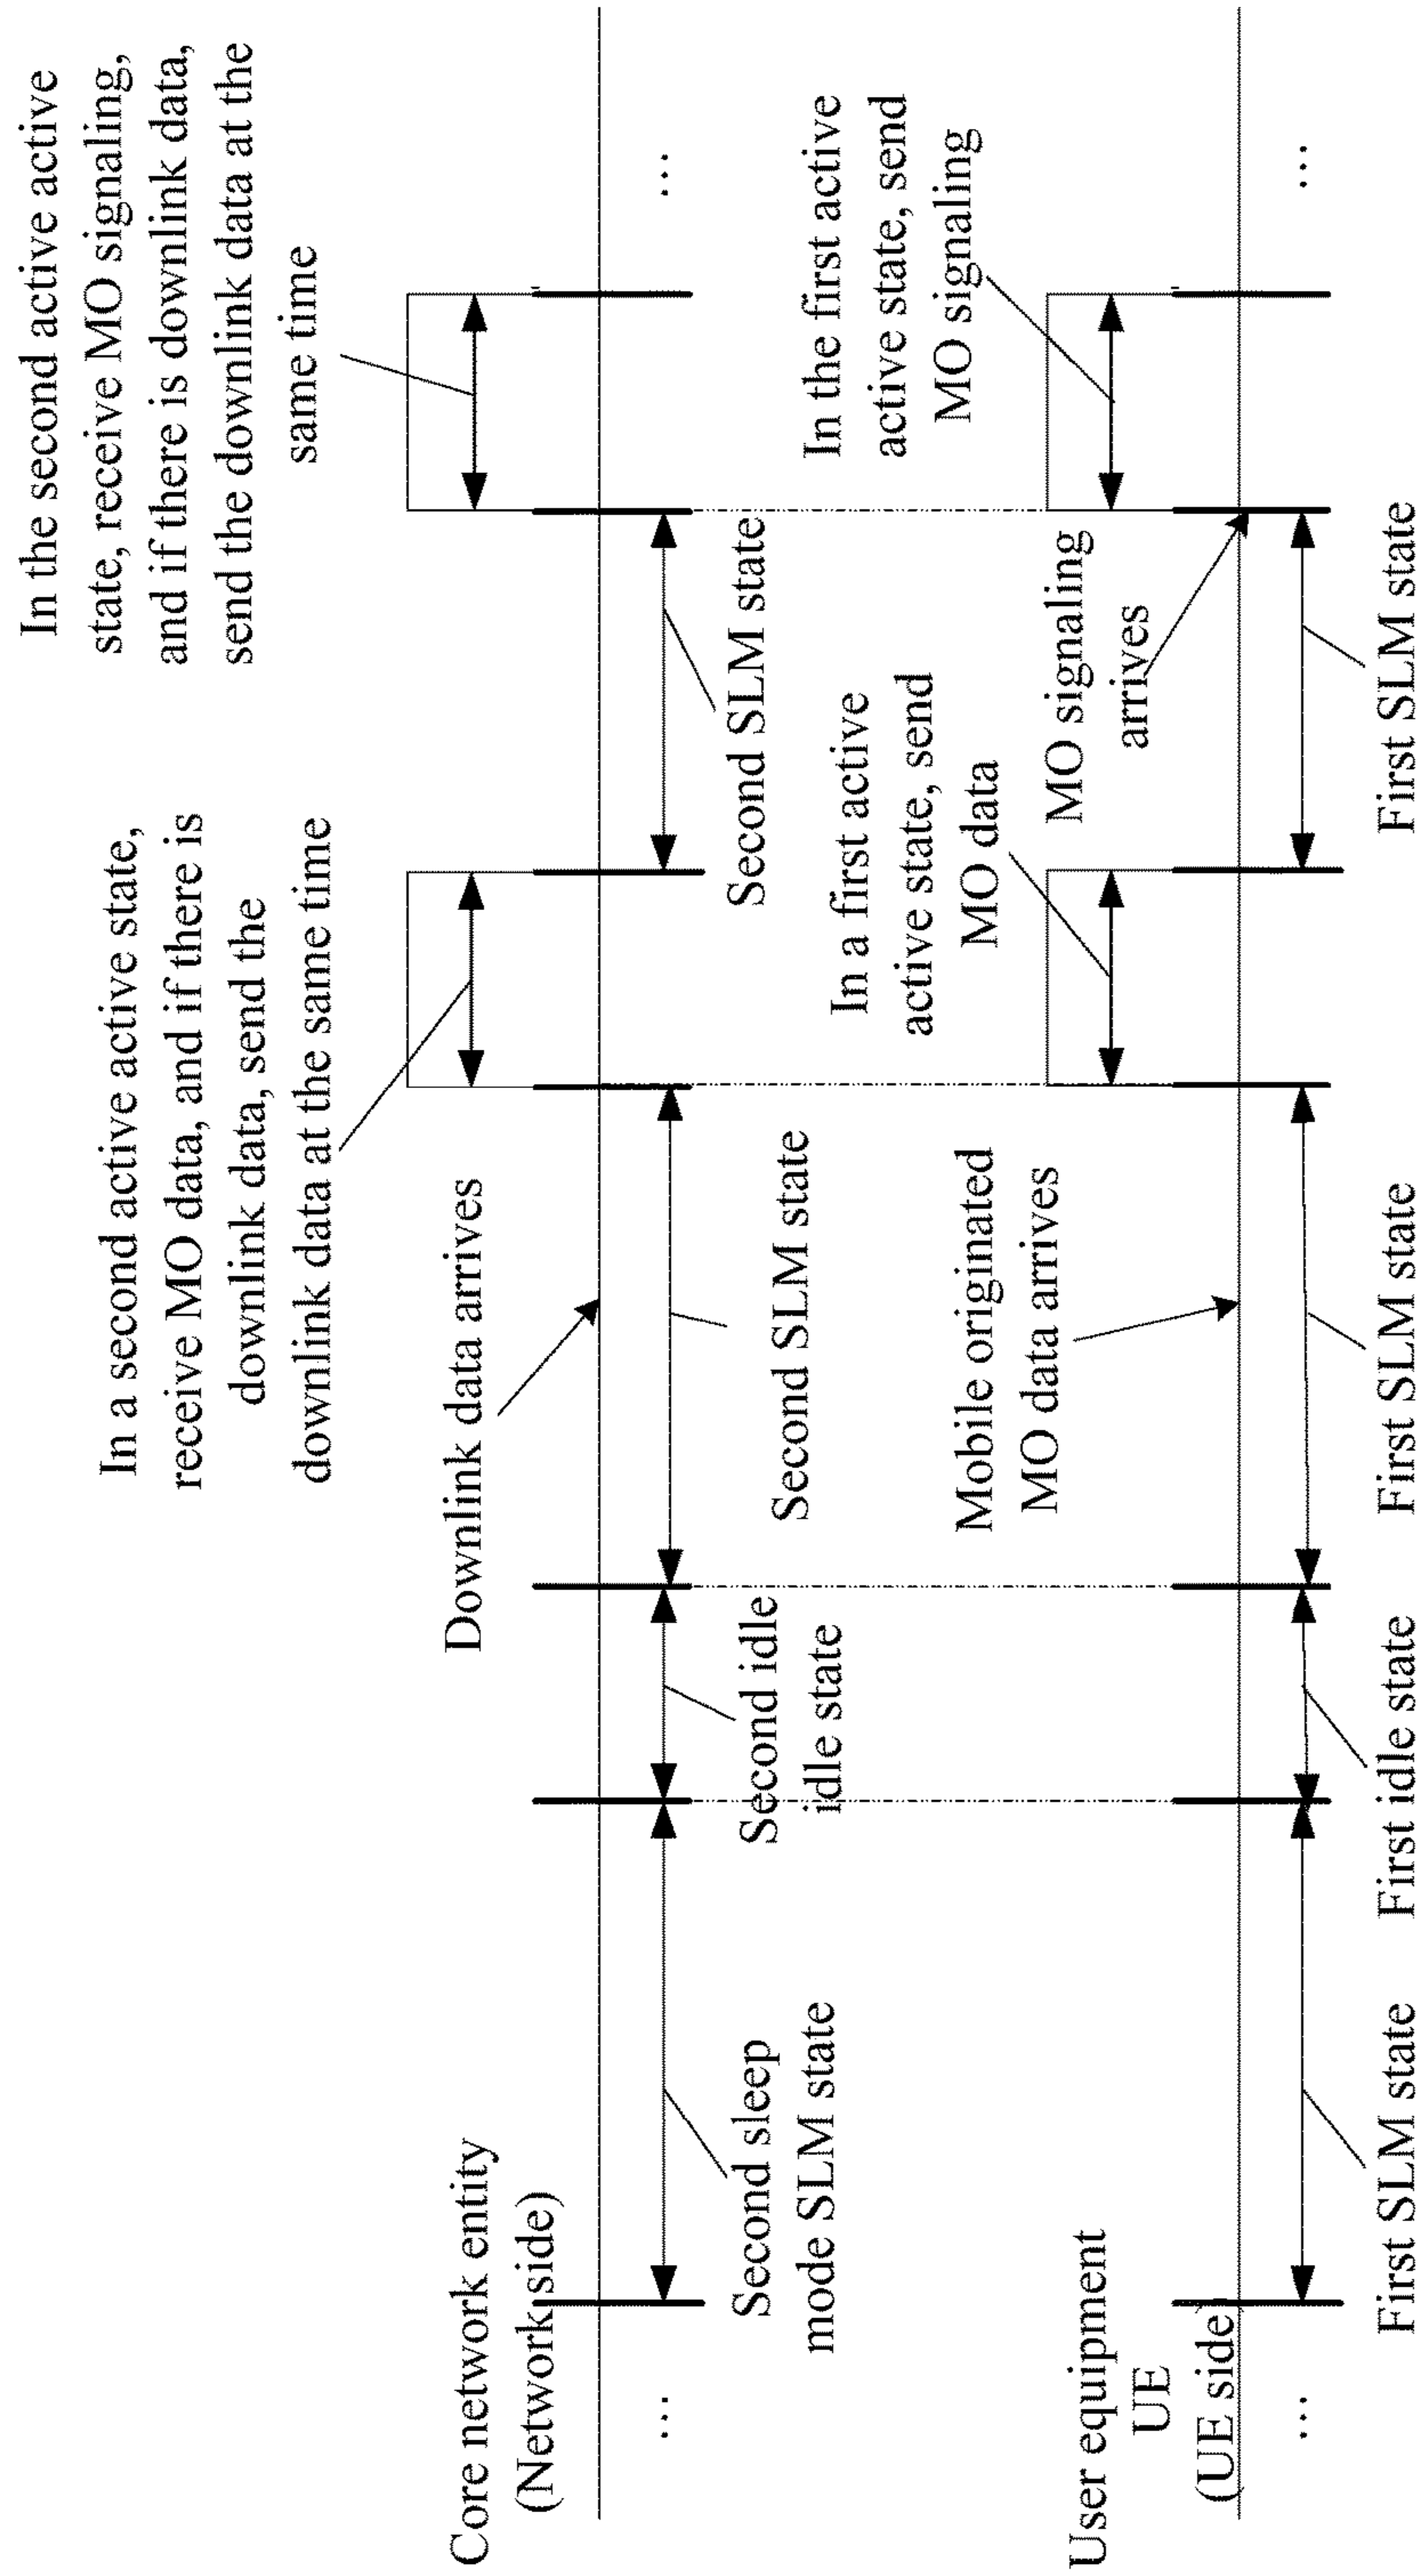 In a second active active state,
receive MO data, and if there is
downlink data, send the
downlink data at the same time
In the second active active
state, receive MO signaling,
and if there is downlink data,
send the downlink data at the
same time
Core network entity
(Network side)
Downlink data arrives
...
Second sleep
mode SLM state
Second idle
idle state
Second SLM state
Second SLM state
...
User equipment
UE
(UE side)
Mobile originated
MO data arrives
In a first active
active state, send
MO data
MO signaling
arrives
In the first active
active state, send
MO signaling
...
First SLM state
First idle state
First SLM state
First SLM state
...